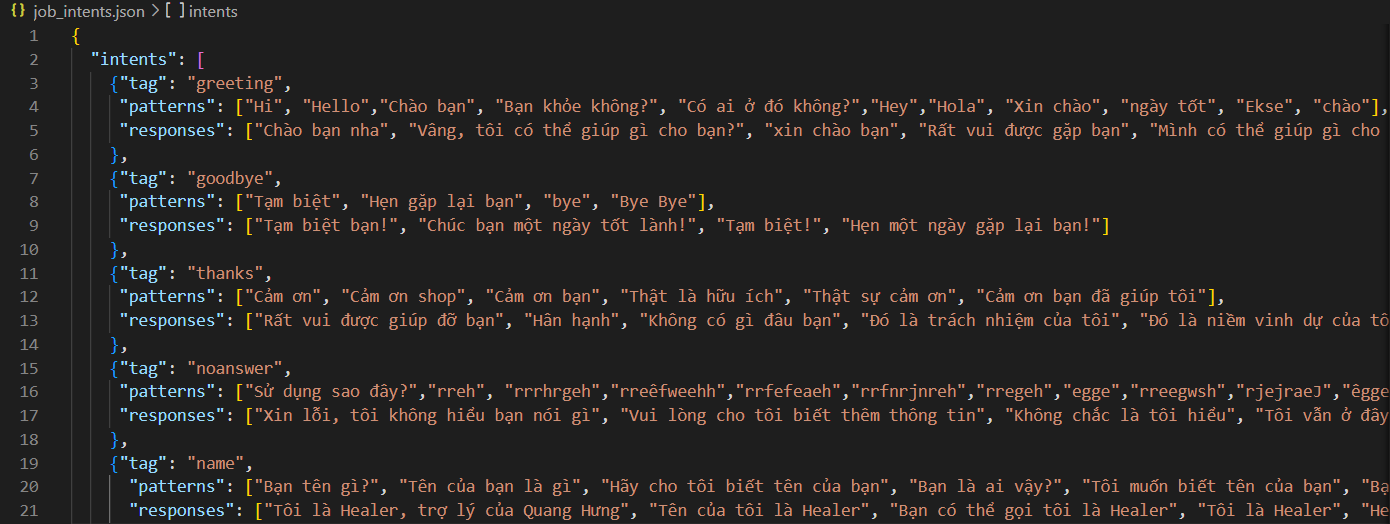 {} job_intents.json > [ ] intents
1 {
2 "intents": [
3 {"tag": "greeting",
4 "patterns": ["Hi", "Hello","Chào bạn", "Bạn khỏe không?", "Có ai ở đó không?","Hey","Hola", "Xin chào", "ngày tốt", "Ekse", "chào"],
5 "responses": ["Chào bạn nha", "Vâng, tôi có thể giúp gì cho bạn?", "xin chào bạn", "Rất vui được gặp bạn", "Mình có thể giúp gì cho
6 },
7 {"tag": "goodbye",
8 "patterns": ["Tạm biệt", "Hẹn gặp lại bạn", "bye", "Bye Bye"],
9 "responses": ["Tạm biệt bạn!", "Chúc bạn một ngày tốt lành!", "Tạm biệt!", "Hẹn một ngày gặp lại bạn!"]
10 },
11 {"tag": "thanks",
12 "patterns": ["Cảm ơn", "Cảm ơn shop", "Cảm ơn bạn", "Thật là hữu ích", "Thật sự cảm ơn", "Cảm ơn bạn đã giúp tôi"],
13 "responses": ["Rất vui được giúp đỡ bạn", "Hân hạnh", "Không có gì đâu bạn", "Đó là trách nhiệm của tôi", "Đó là niềm vinh dự của tô
14 },
15 {"tag": "noanswer",
16 "patterns": ["Sử dụng sao đây?","rreh", "rrrhrgeh","rreêfweehh","rrfefeaeh","rrfnrjnreh","rregeh","egge","rreegwsh","rjejraeJ","êgge
17 "responses": ["Xin lỗi, tôi không hiểu bạn nói gì", "Vui lòng cho tôi biết thêm thông tin", "Không chắc là tôi hiểu", "Tôi vẫn ở đây
18 },
19 {"tag": "name",
20 "patterns": ["Bạn tên gì?", "Tên của bạn là gì", "Hãy cho tôi biết tên của bạn", "Bạn là ai vậy?", "Tôi muốn biết tên của bạn", "Bạ
21 "responses": ["Tôi là Healer, trợ lý của Quang Hưng", "Tên của tôi là Healer", "Bạn có thể gọi tôi là Healer", "Tôi là Healer", "He